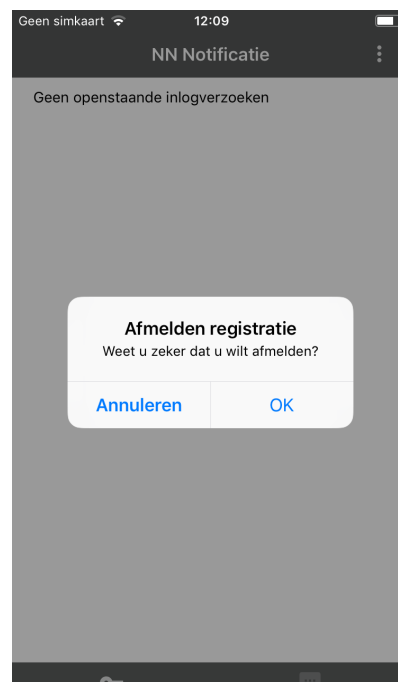 Geen simkaart 12:09
NN Notificatie
Geen openstaande inlogverzoeken
Afmelden registratie
Weet u zeker dat u wilt afmelden?
Annuleren OK